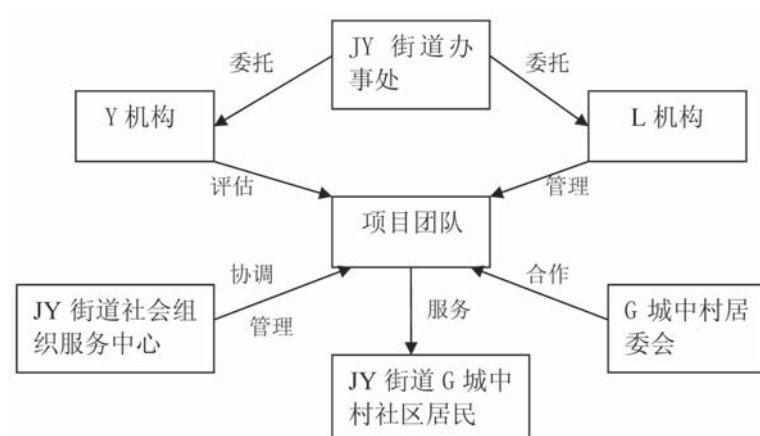 JY 街道办
事处
委托
委托
Y 机构
L 机构
评估
管理
项目团队
协调
管理
合作
JY 街道社会组
织服务中心
服务
G 城中村居
委会
JY 街道 G 城中
村社区居民